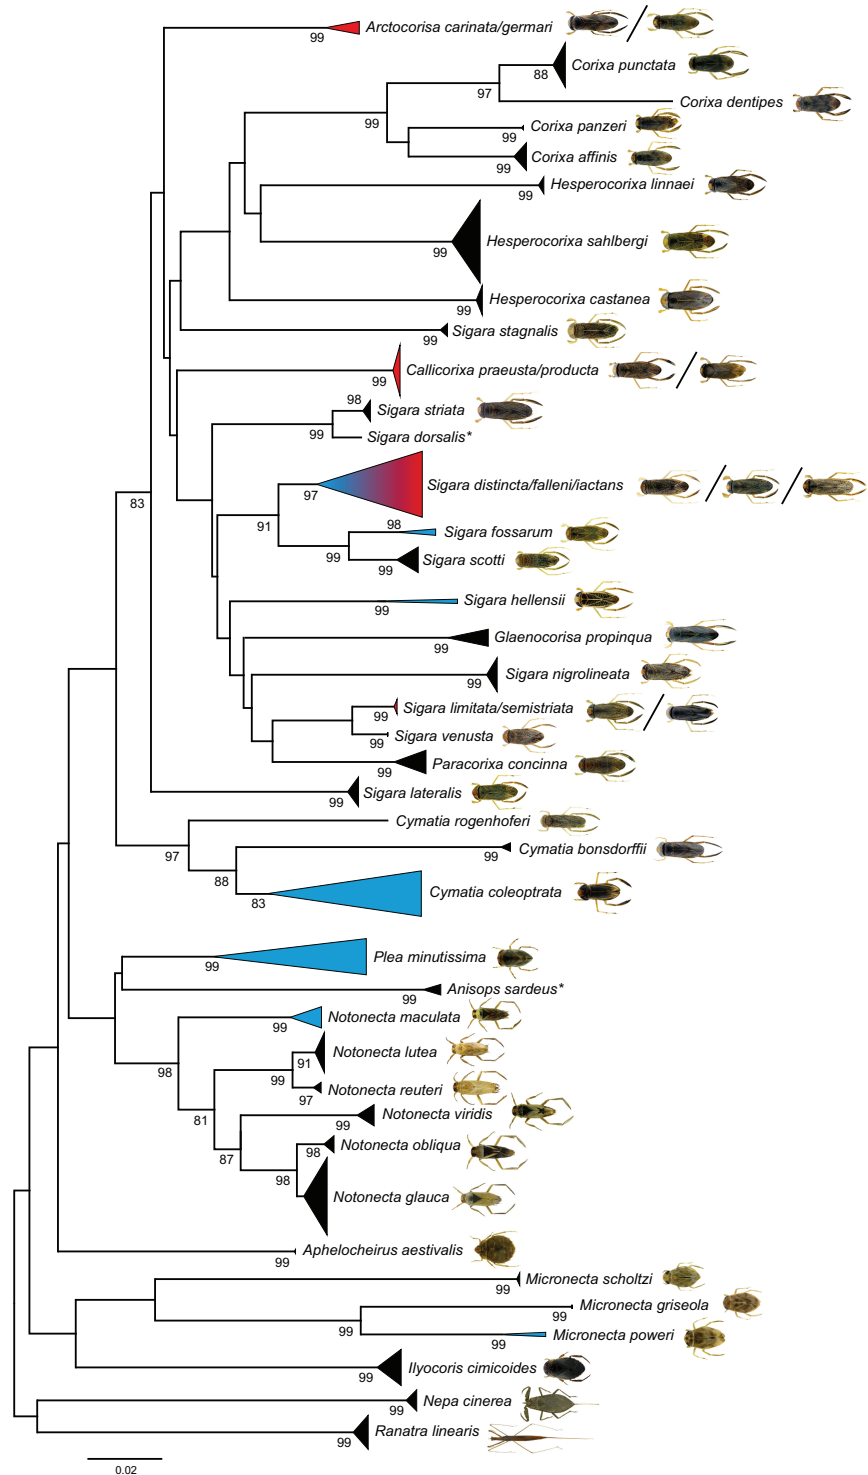 Arctocorisa carinata/germari
99
Corixa punctata
88
97
Corixa dentipes
99
Corixa panzeri
99
Corixa affinis
99
Hesperocorixa linnaei
99
Hesperocorixa sahlbergi
99
Hesperocorixa castanea
99
Sigara stagnalis
99
Callicorixa praeusta/producta
99
98
Sigara striata
99
Sigara dorsalis*
Sigara distincta/falleni/iactans
97
83
91
98
Sigara fossarum
99
Sigara scotti
99
Sigara hellensii
99
Glaenocorisa propinqua
99
Sigara nigrolineata
99
Sigara limitata/semistriata
99
Sigara venusta
99
Paracorixa concinna
99
Sigara lateralis
99
Cymatia rogenhoferi
97
Cymatia bonsdorffii
99
88
Cymatia coleoptrata
83
Plea minutissima
99
Anisops sardeus*
99
Notonecta maculata
99
Notonecta lutea
91
98
99
Notonecta reuteri
97
Notonecta viridis
81
99
Notonecta obliqua
98
87
98
Notonecta glauca
Aphelocheirus aestivalis
99
Micronecta scholtzi
99
Micronecta griseola
99
99
Micronecta poweri
99
Ilyocoris cimicoides
99
Nepa cinerea
99
Ranatra linearis
99
0.02